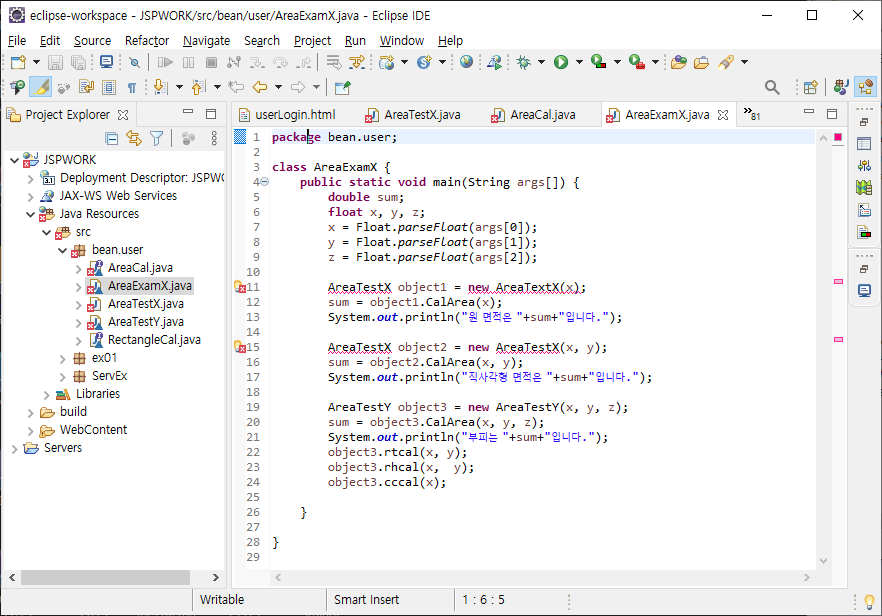 eclipse-workspace - JSPWORK/src/bean/user/AreaExamX.java - Eclipse IDE
File Edit Source Refactor Navigate Search Project Run Window Help
Project Explorer
userLogin.html AreaTestX.java AreaCal.java AreaExamX.java »81
JSPWORK
Deployment Descriptor: JSPWO
JAX-WS Web Services
Java Resources
src
bean.user
AreaCal.java
AreaExamX.java
AreaTestX.java
AreaTestY.java
RectangleCal.java
ex01
ServEx
Libraries
build
WebContent
Servers
1 package bean.user;
2
3 class AreaExamX {
4 public static void main(String args[]) {
5 double sum;
6 float x, y, z;
7 x = Float.parseFloat(args[0]);
8 y = Float.parseFloat(args[1]);
9 z = Float.parseFloat(args[2]);
10
11 AreaTestX object1 = new AreaTextX(x);
12 sum = object1.CalArea(x);
13 System.out.println("원 면적은 "+sum+"입니다.");
14
15 AreaTestX object2 = new AreaTestX(x, y);
16 sum = object2.CalArea(x, y);
17 System.out.println("직사각형 면적은 "+sum+"입니다.");
18
19 AreaTestY object3 = new AreaTestY(x, y, z);
20 sum = object3.CalArea(x, y, z);
21 System.out.println("부피는 "+sum+"입니다.");
22 object3.rtcal(x, y);
23 object3.rhcal(x, y);
24 object3.cccal(x);
25
26 }
27
28 }
29
Writable Smart Insert 1 : 6 : 5